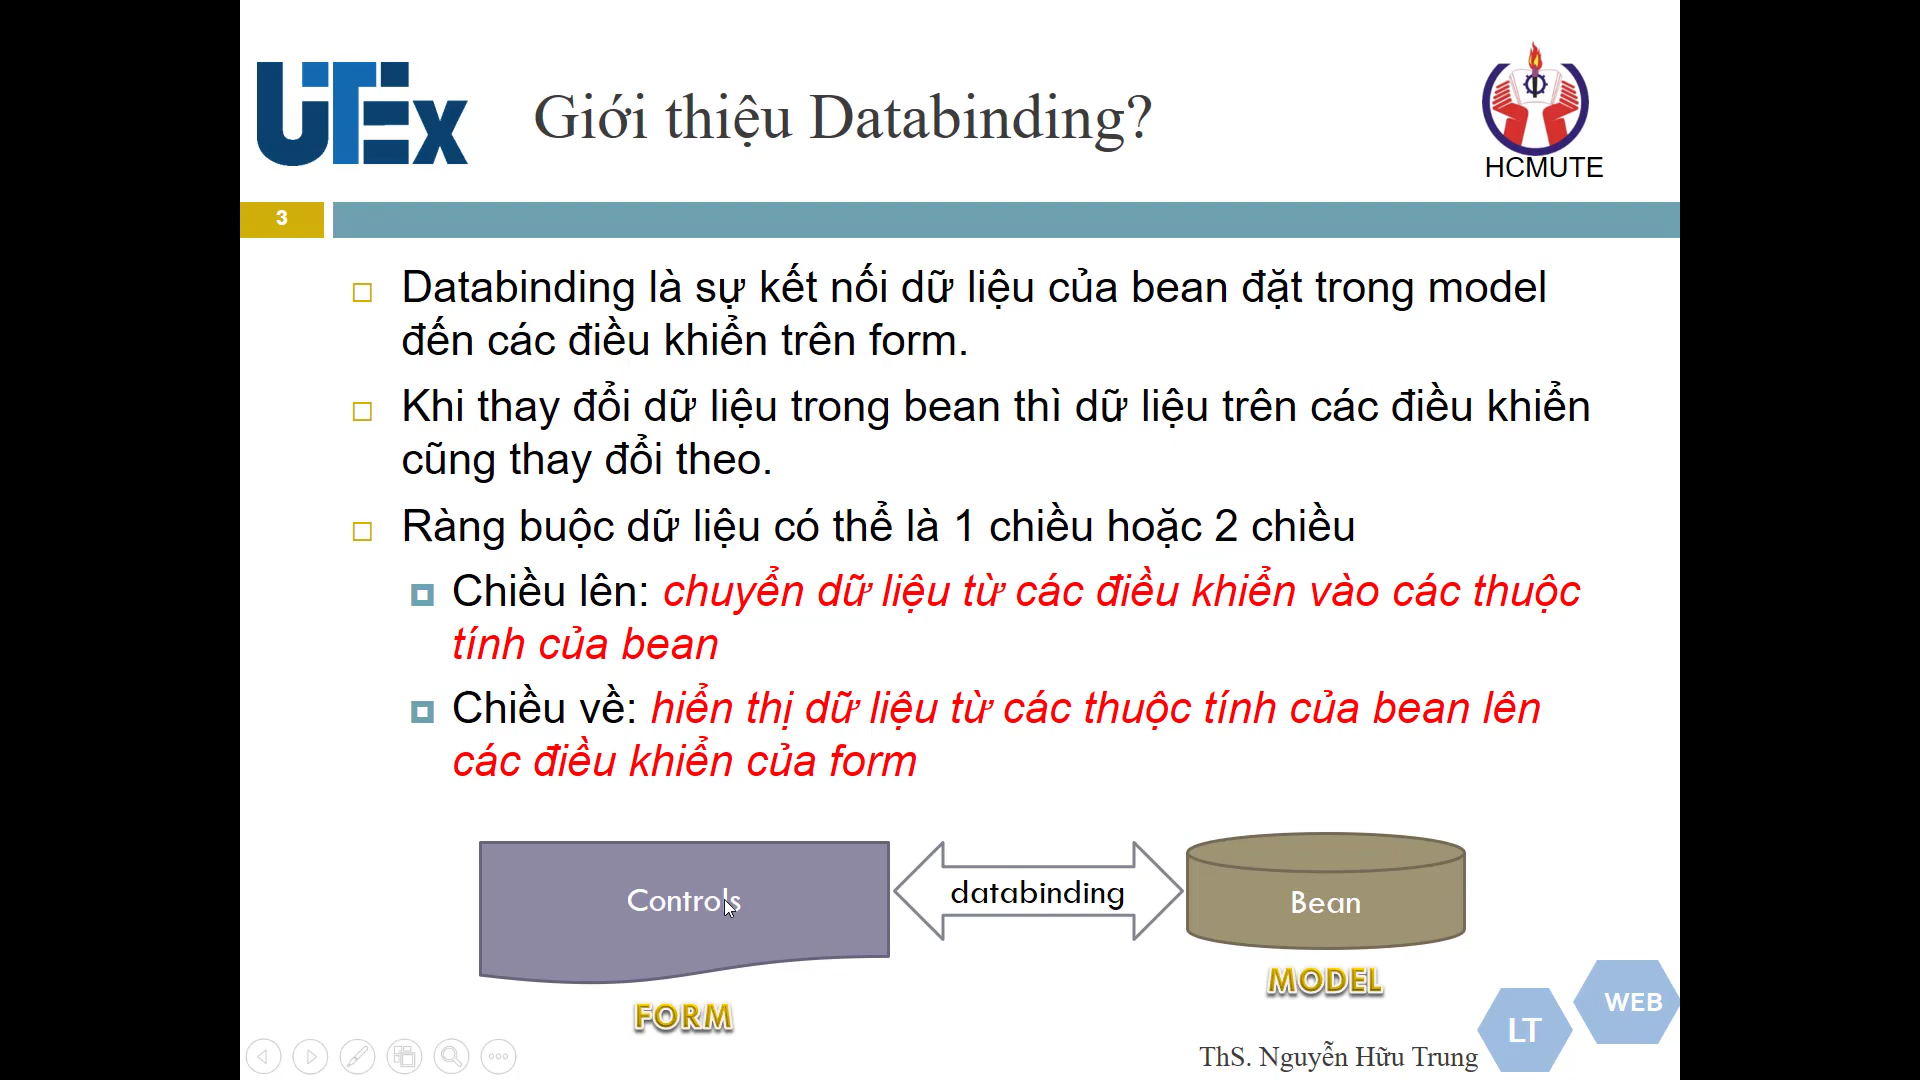 UTEx
Giới thiệu Databinding?
HCMUTE
3
Databinding là sự kết nối dữ liệu của bean đặt trong model
đến các điều khiển trên form.
Khi thay đổi dữ liệu trong bean thì dữ liệu trên các điều khiển
cũng thay đổi theo.
Ràng buộc dữ liệu có thể là 1 chiều hoặc 2 chiều
Chiều lên: chuyển dữ liệu từ các điều khiển vào các thuộc
tính của bean
Chiều về: hiển thị dữ liệu từ các thuộc tính của bean lên
các điều khiển của form
Controls
databinding
Bean
MODEL
FORM
WEB
LT
ThS. Nguyễn Hữu Trung